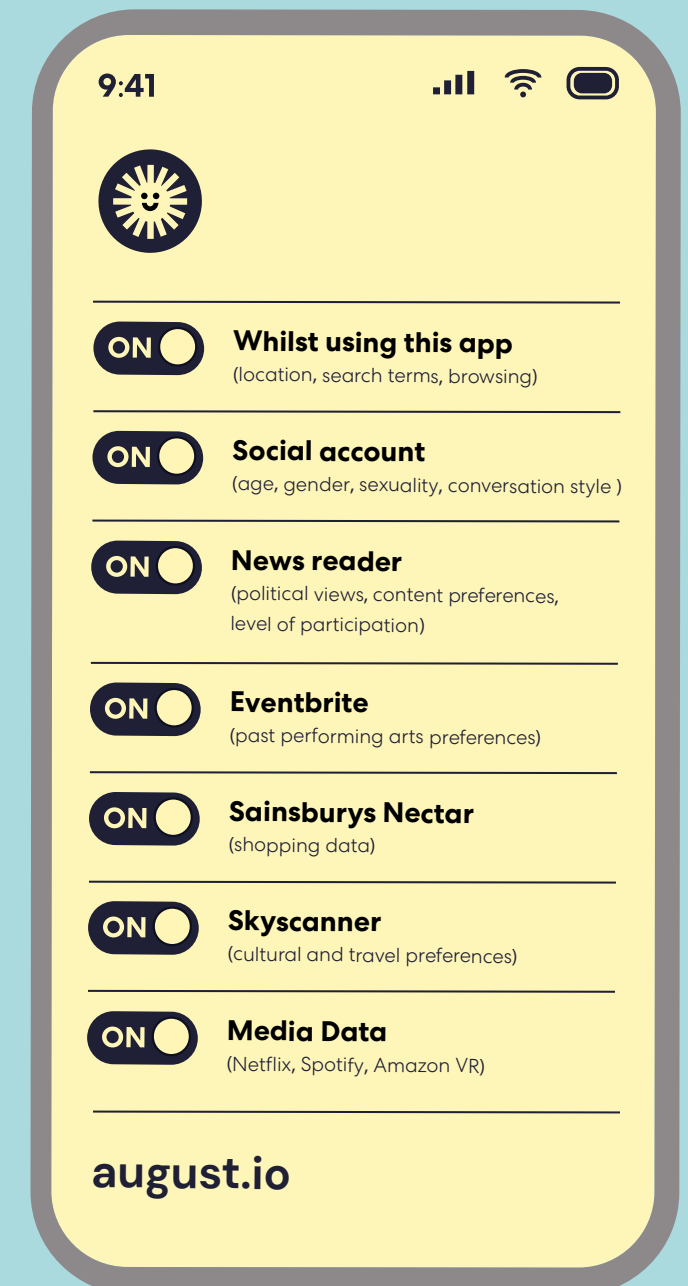 9:41
ON
Whilst using this app
(location, search terms, browsing)
ON
Social account
(age, gender, sexuality, conversation style )
ON
News reader
(political views, content preferences,
level of participation)
ON
Eventbrite
(past performing arts preferences)
ON
Sainsburys Nectar
(shopping data)
ON
Skyscanner
(cultural and travel preferences)
ON
Media Data
(Netflix, Spotify, Amazon VR)
august.io